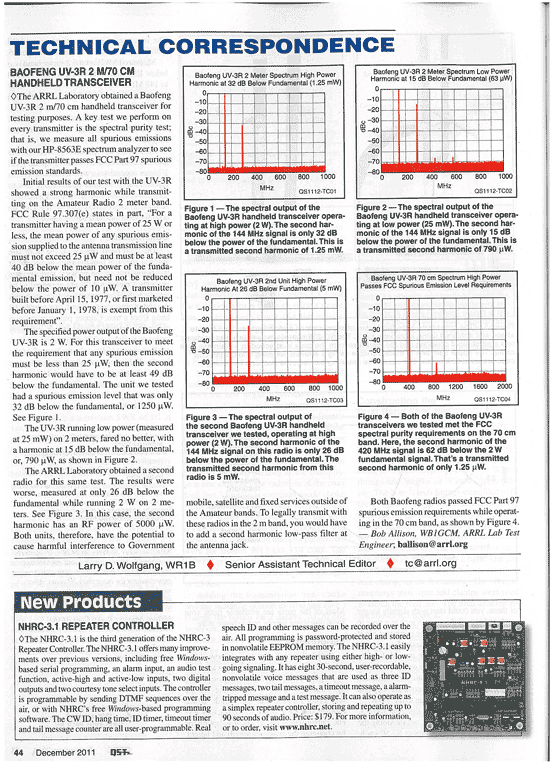 TECHNICAL CORRESPONDENCE
BAOFENG UV-3R 2 M/70 CM
HANDHELD TRANSCEIVER
◊The ARRL Laboratory obtained a Baofeng
UV-3R 2 m/70 cm handheld transceiver for
testing purposes. A key test we perform on
every transmitter is the spectral purity test;
that is, we measure all spurious emissions
with our HP-8563E spectrum analyzer to see
if the transmitter passes FCC Part 97 spurious
emission standards.
Initial results of our test with the UV-3R
showed a strong harmonic while transmit-
ting on the Amateur Radio 2 meter band.
FCC Rule 97.307(e) states in part, "For a
transmitter having a mean power of 25 W or
less, the mean power of any spurious emis-
sion supplied to the antenna transmission line
must not exceed 25 μW and must be at least
40 dB below the mean power of the funda-
mental emission, but need not be reduced
below the power of 10 μW. A transmitter
built before April 15, 1977, or first marketed
before January 1, 1978, is exempt from this
requirement".
The specified power output of the Baofeng
UV-3R is 2 W. For this transceiver to meet
the requirement that any spurious emission
must be less than 25 μW, then the second
harmonic would have to be at least 49 dB
below the fundamental. The unit we tested
had a spurious emission level that was only
32 dB below the fundamental, or 1250 μW.
See Figure 1.
The UV-3R running low power (measured
at 25 mW) on 2 meters, fared no better, with
a harmonic at 15 dB below the fundamental,
or, 790 μW, as shown in Figure 2.
The ARRL Laboratory obtained a second
radio for this same test. The results were
worse, measured at only 26 dB below the
fundamental while running 2 W on 2 me-
ters. See Figure 3. In this case, the second
harmonic has an RF power of 5000 μW.
Both units, therefore, have the potential to
cause harmful interference to Government
Baofeng UV-3R 2 Meter Spectrum High Power
Harmonic at 32 dB Below Fundamental (1.25 mW)
0
–10
–20
–30
–40
–50
–60
–70
–80
dBc
0 200 400 600 800 1000
MHz
QS1112-TC01
Figure 1 — The spectral output of the
Baofeng UV-3R handheld transceiver opera-
ting at high power (2 W). The second har-
monic of the 144 MHz signal is only 32 dB
below the power of the fundamental. This is
a transmitted second harmonic of 1.25 mW.
Baofeng UV-3R 2 Meter Spectrum Low Power
Harmonic at 15 dB Below Fundamental (63 μW)
0
–10
–20
–30
–40
–50
–60
–70
–80
dBc
0 200 400 600 800 1000
MHz
QS1112-TC02
Figure 2 — The spectral output of the
Baofeng UV-3R handheld transceiver opera-
ting at low power (25 mW). The second har-
monic of the 144 MHz signal is only 15 dB
below the power of the fundamental. This is
a transmitted second harmonic of 790 μW.
Baofeng UV-3R 2nd Unit High Power
Harmonic At 26 dB Below Fundamental (5 mW)
0
–10
–20
–30
–40
–50
–60
–70
–80
dBc
0 200 400 600 800 1000
MHz
QS1112-TC03
Figure 3 — The spectral output of
the second Baofeng UV-3R handheld
transceiver we tested, operating at high
power (2 W). The second harmonic of the
144 MHz signal on this radio is only 26 dB
below the power of the fundamental. The
transmitted second harmonic from this
radio is 5 mW.
Baofeng UV-3R 70 cm Spectrum High Power
Passes FCC Spurious Emission Level Requirements
0
–10
–20
–30
–40
–50
–60
–70
–80
dBc
0 400 800 1200 1600 2000
MHz
QS1112-TC04
Figure 4 — Both of the Baofeng UV-3R
transceivers we tested met the FCC
spectral purity requirements on the 70 cm
band. Here, the second harmonic of the
420 MHz signal is 62 dB below the 2 W
fundamental signal. That's a transmitted
second harmonic of only 1.25 μW.
mobile, satellite and fixed services outside of
the Amateur bands. To legally transmit with
these radios in the 2 m band, you would have
to add a second harmonic low-pass filter at
the antenna jack.
Both Baofeng radios passed FCC Part 97
spurious emission requirements while operat-
ing in the 70 cm band, as shown by Figure 4.
— Bob Allison, WB1GCM, ARRL Lab Test
Engineer; ballison@arrl.org
Larry D. Wolfgang, WR1B ♦ Senior Assistant Technical Editor ♦ tc@arrl.org
New Products
NHRC-3.1 REPEATER CONTROLLER
◊The NHRC-3.1 is the third generation of the NHRC-3
Repeater Controller. The NHRC-3.1 offers many improve-
ments over previous versions, including free Windows-
based serial programming, an alarm input, an audio test
function, active-high and active-low inputs, two digital
outputs and two courtesy tone select inputs. The controller
is programmable by sending DTMF sequences over the
air, or with NHRC's free Windows-based programming
software. The CW ID, hang time, ID timer, timeout timer
and tail message counter are all user-programmable. Real
speech ID and other messages can be recorded over the
air. All programming is password-protected and stored
in nonvolatile EEPROM memory. The NHRC-3.1 easily
integrates with any repeater using either high- or low-
going signaling. It has eight 30-second, user-recordable,
nonvolatile voice messages that are used as three ID
messages, two tail messages, a timeout message, a alarm-
tripped message and a test message. It can also operate as
a simplex repeater controller, storing and repeating up to
90 seconds of audio. Price: $179. For more information,
or to order, visit www.nhrc.net.
44 December 2011 QST